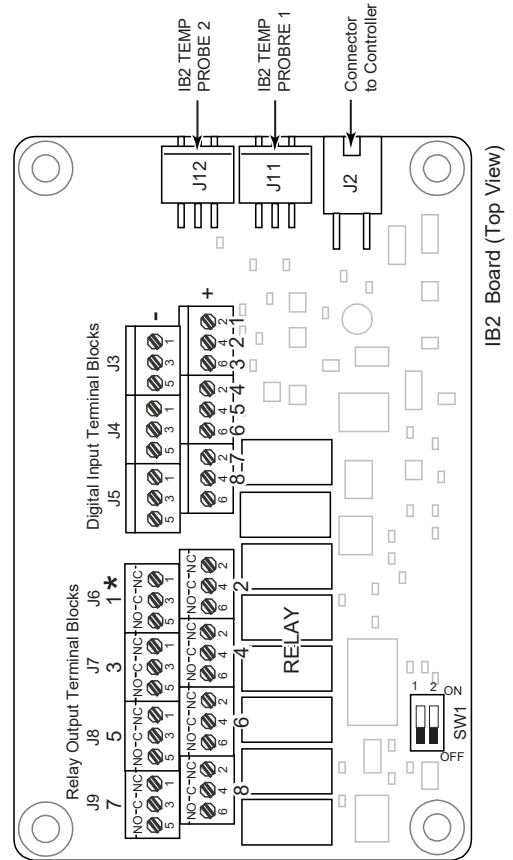 Relay Output Terminal Blocks
Digital Input Terminal Blocks
J9 J8 J7 J6 J5 J4 J3
7 5 3 1*
NO-C-NC NO-C-NC NO-C-NC NO-C-NC
-
5 3 1 5 3 1 5 3 1 5 3 1 5 3 1 5 3 1 5 3 1
NO-C-NC NO-C-NC NO-C-NC NO-C-NC
+
6 4 2 6 4 2 6 4 2 6 4 2 6 4 2 6 4 2 6 4 2
8 6 4 2 8-7 6 5 4 3-2-1
RELAY
J12
IB2 TEMP
PROBE 2
J11
IB2 TEMP
PROBRE 1
J2
Connector
to Controller
1 2
ON
OFF
SW1
IB2 Board (Top View)